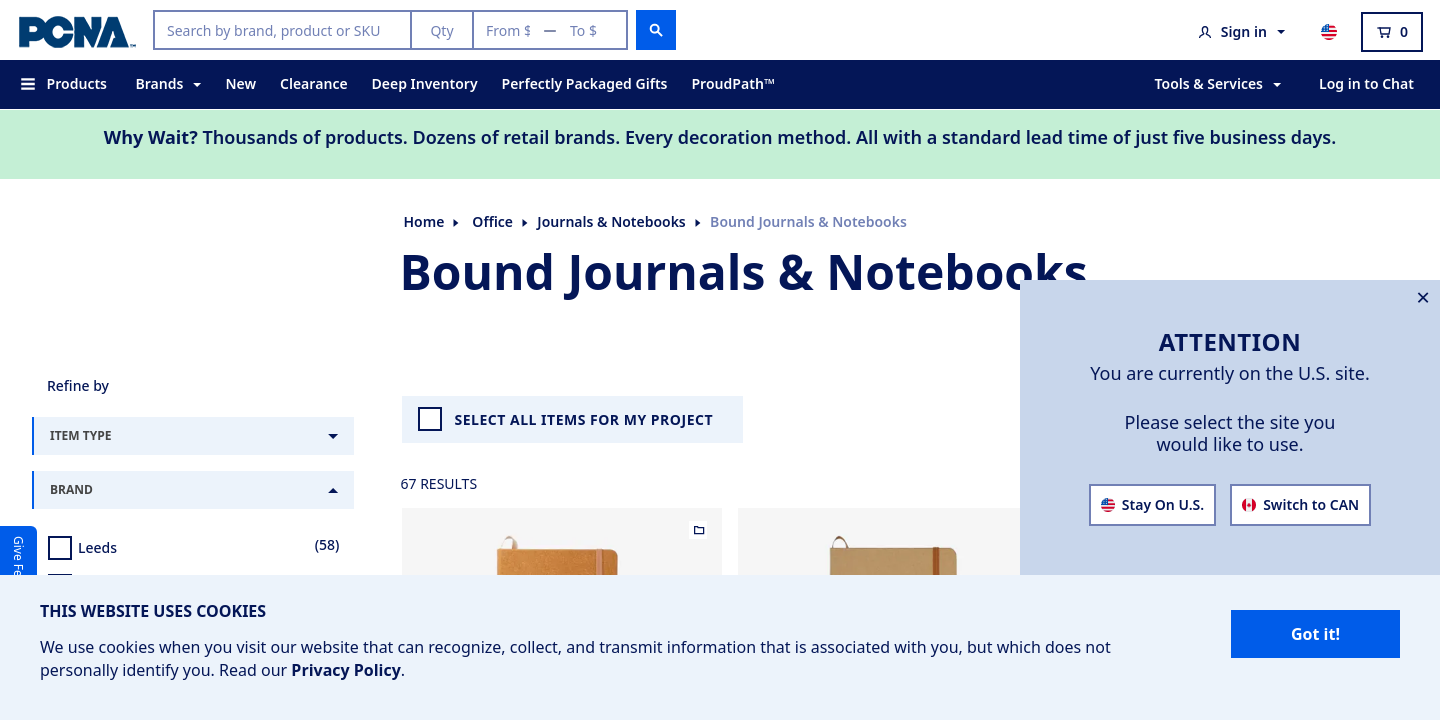 PCNA™
Search by brand, product or SKU
Qty
From $ — To $
Sign in
0
Products
Brands
New
Clearance
Deep Inventory
Perfectly Packaged Gifts
ProudPath™
Tools & Services
Log in to Chat
Why Wait? Thousands of products. Dozens of retail brands. Every decoration method. All with a standard lead time of just five business days.
Home
Office
Journals & Notebooks
Bound Journals & Notebooks
Bound Journals & Notebooks
ATTENTION
You are currently on the U.S. site.
Please select the site you
would like to use.
Stay On U.S.
Switch to CAN
Refine by
ITEM TYPE
BRAND
Leeds (58)
SELECT ALL ITEMS FOR MY PROJECT
67 RESULTS
Give Fe
THIS WEBSITE USES COOKIES
We use cookies when you visit our website that can recognize, collect, and transmit information that is associated with you, but which does not
personally identify you. Read our Privacy Policy.
Got it!